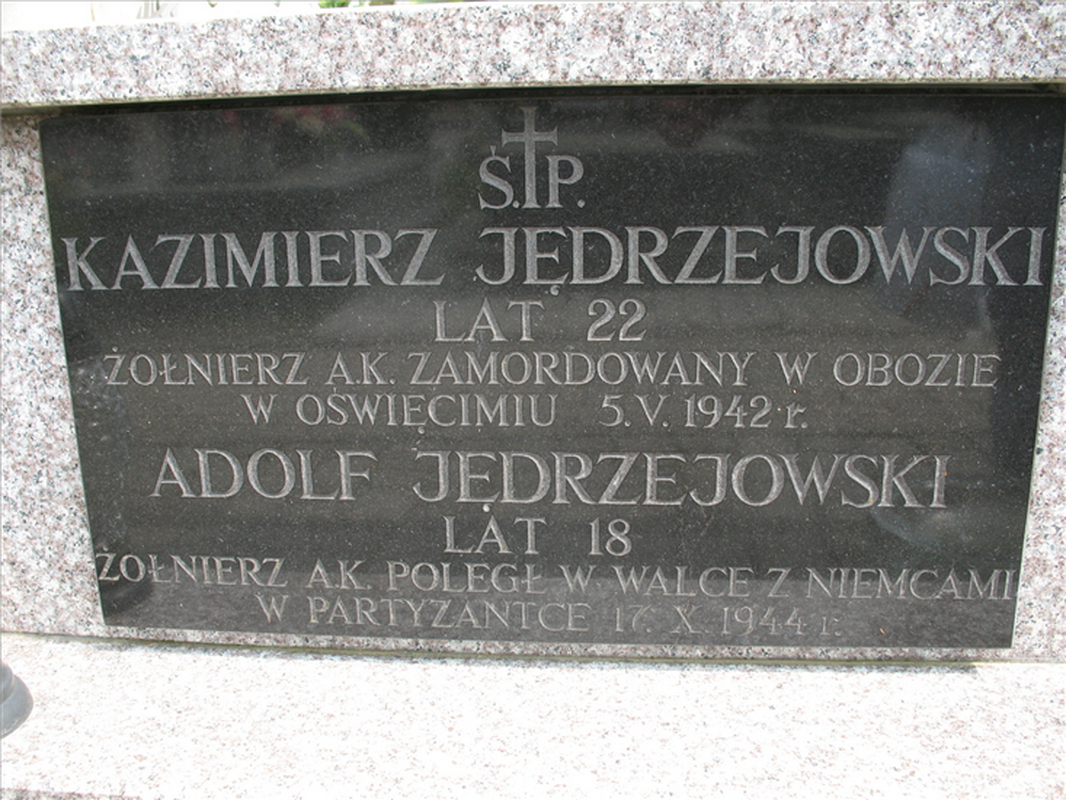 Ś.†P.
KAZIMIERZ JĘDRZEJOWSKI
LAT 22
ŻOŁNIERZ A.K. ZAMORDOWANY W OBOZIE
W OŚWIĘCIMIU 5.V.1942 r.
ADOLF JĘDRZEJOWSKI
LAT 18
ŻOŁNIERZ A.K. POLEGŁ W WALCE Z NIEMCAMI
W PARTYZANTCE 17. X. 1944 r.